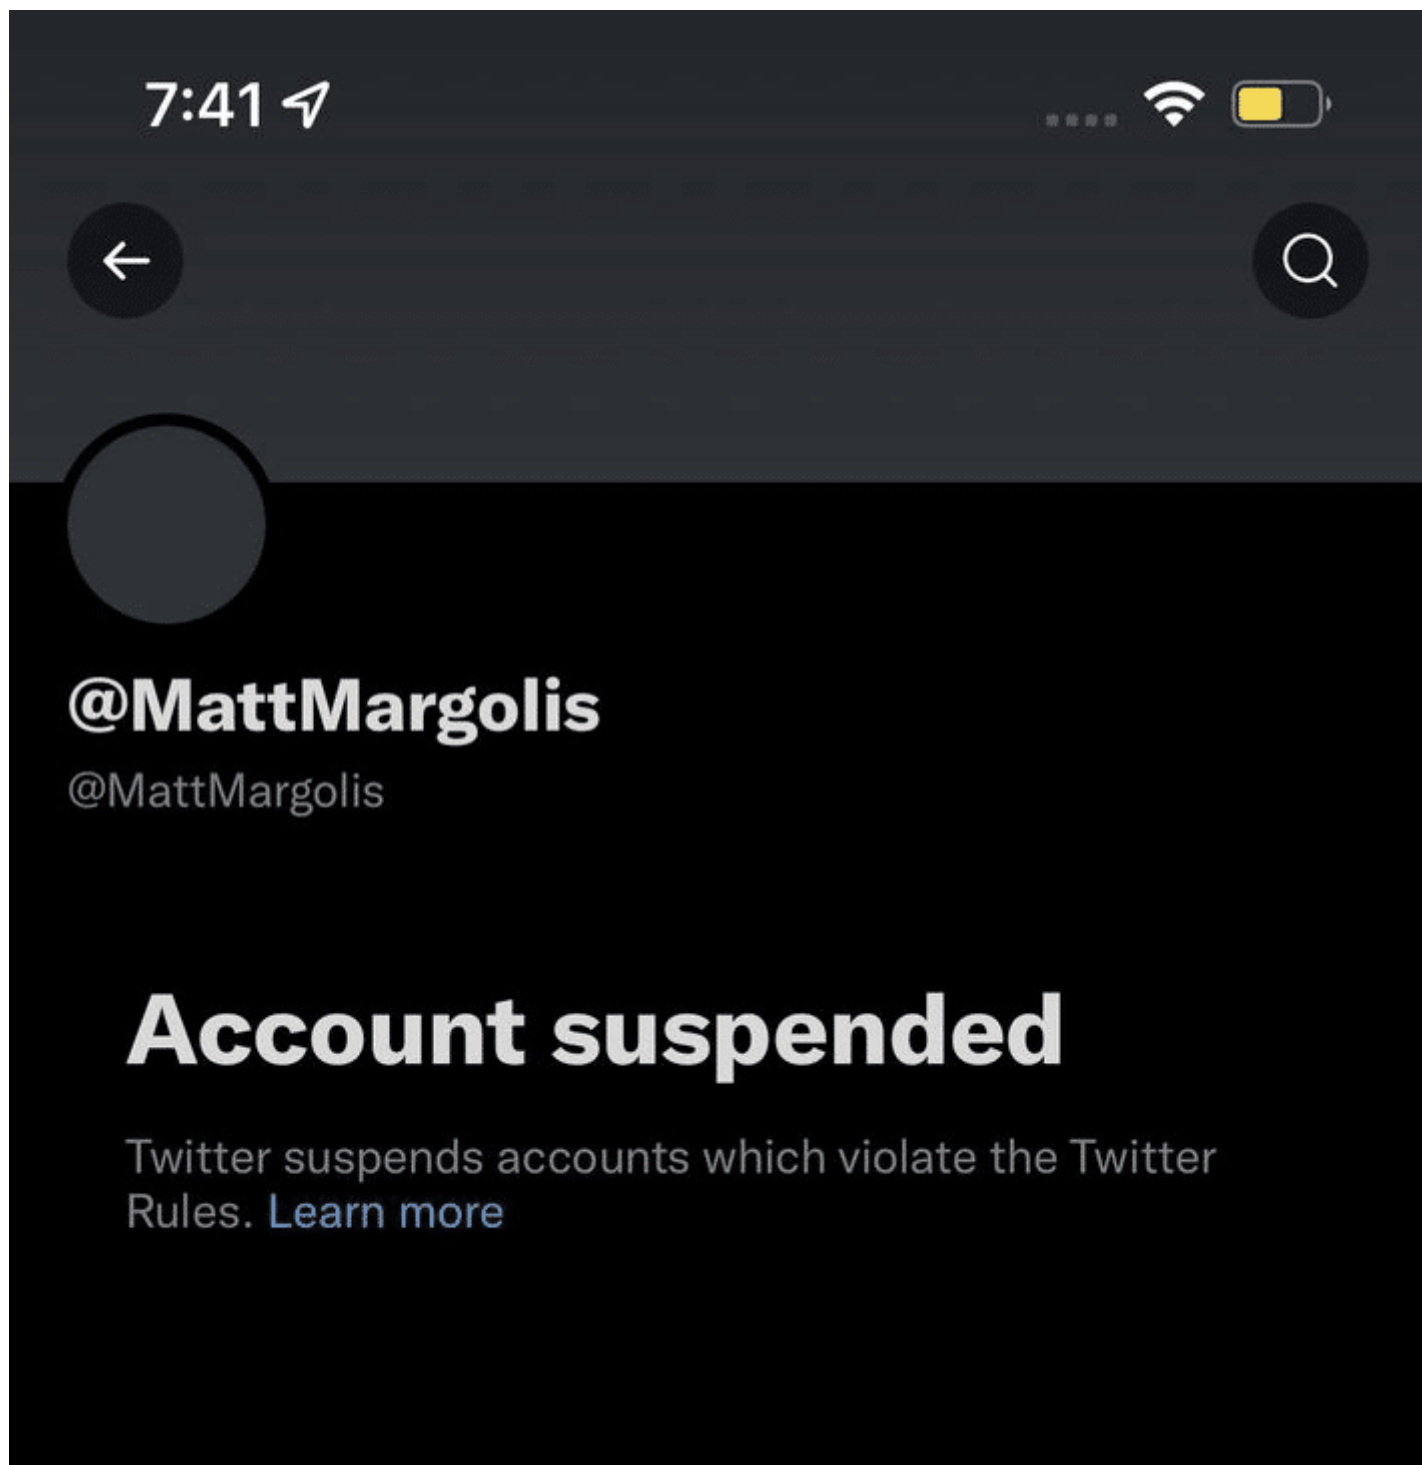 7:41
@MattMargolis
@MattMargolis
Account suspended
Twitter suspends accounts which violate the Twitter
Rules. Learn more